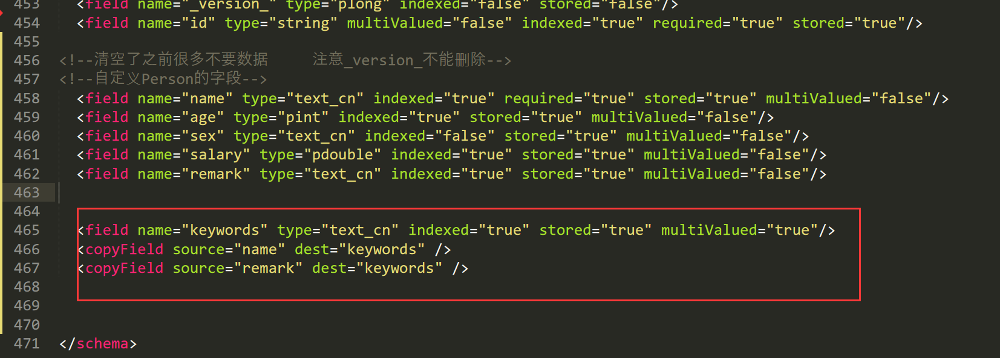 453 <field name="_version_" type="plong" indexed="false" stored="false"/>
454 <field name="id" type="string" multiValued="false" indexed="true" required="true" stored="true"/>
455
456 <!--清空了之前很多不要数据 注意_version_不能删除-->
457 <!--自定义Person的字段-->
458 <field name="name" type="text_cn" indexed="true" required="true" stored="true" multiValued="false"/>
459 <field name="age" type="pint" indexed="true" stored="true" multiValued="false"/>
460 <field name="sex" type="text_cn" indexed="false" stored="true" multiValued="false"/>
461 <field name="salary" type="pdouble" indexed="true" stored="true" multiValued="false"/>
462 <field name="remark" type="text_cn" indexed="true" stored="true" multiValued="false"/>
463
464
465 <field name="keywords" type="text_cn" indexed="true" stored="true" multiValued="true"/>
466 <copyField source="name" dest="keywords" />
467 <copyField source="remark" dest="keywords" />
468
469
470
471 </schema>